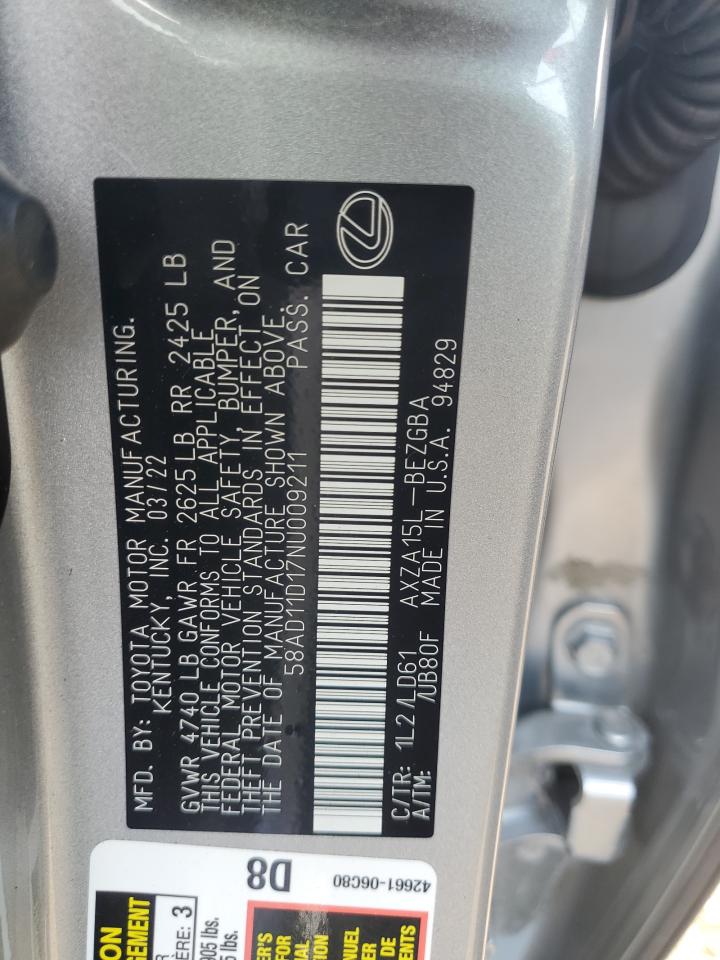 MFD. BY: TOYOTA MOTOR MANUFACTURING.
KENTUCKY, INC. 03/22
GVWR 4740 LB GAWR FR 2625 LB RR 2425 LB
THIS VEHICLE CONFORMS TO ALL APPLICABLE
FEDERAL MOTOR VEHICLE SAFETY, BUMPER, AND
THEFT PREVENTION STANDARDS IN EFFECT ON
THE DATE OF MANUFACTURE SHOWN ABOVE.
58AD11D17NU009211 PASS. CAR
C/TR: 1L2/LD61 AXZA15L-BEZGBA
A/TM: /UB80F MADE IN U.S.A. 94829
D8
42661-06C80
3